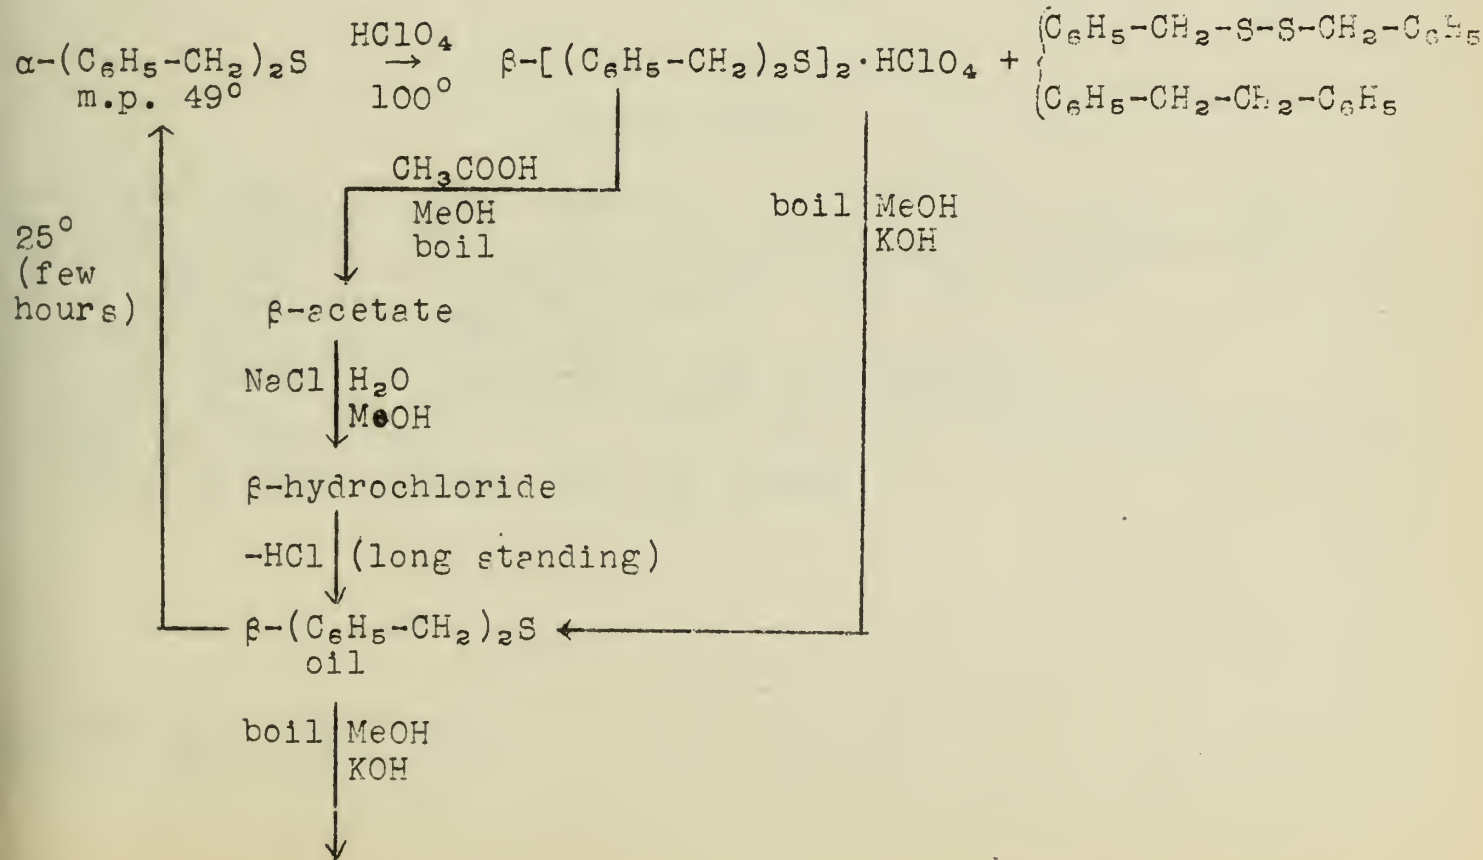 α-(C₆H₅-CH₂)₂S HClO₄ → 100° β-[(C₆H₅-CH₂)₂S]₂·HClO₄ + {C₆H₅-CH₂-S-S-CH₂-C₆H₅
m.p. 49° {C₆H₅-CH₂-CH₂-C₆H₅
CH₃COOH
MeOH
boil
boil MeOH
KOH
25°
(few
hours)
β-acetate
NaCl H₂O
MeOH
β-hydrochloride
-HCl (long standing)
β-(C₆H₅-CH₂)₂S
oil
boil MeOH
KOH